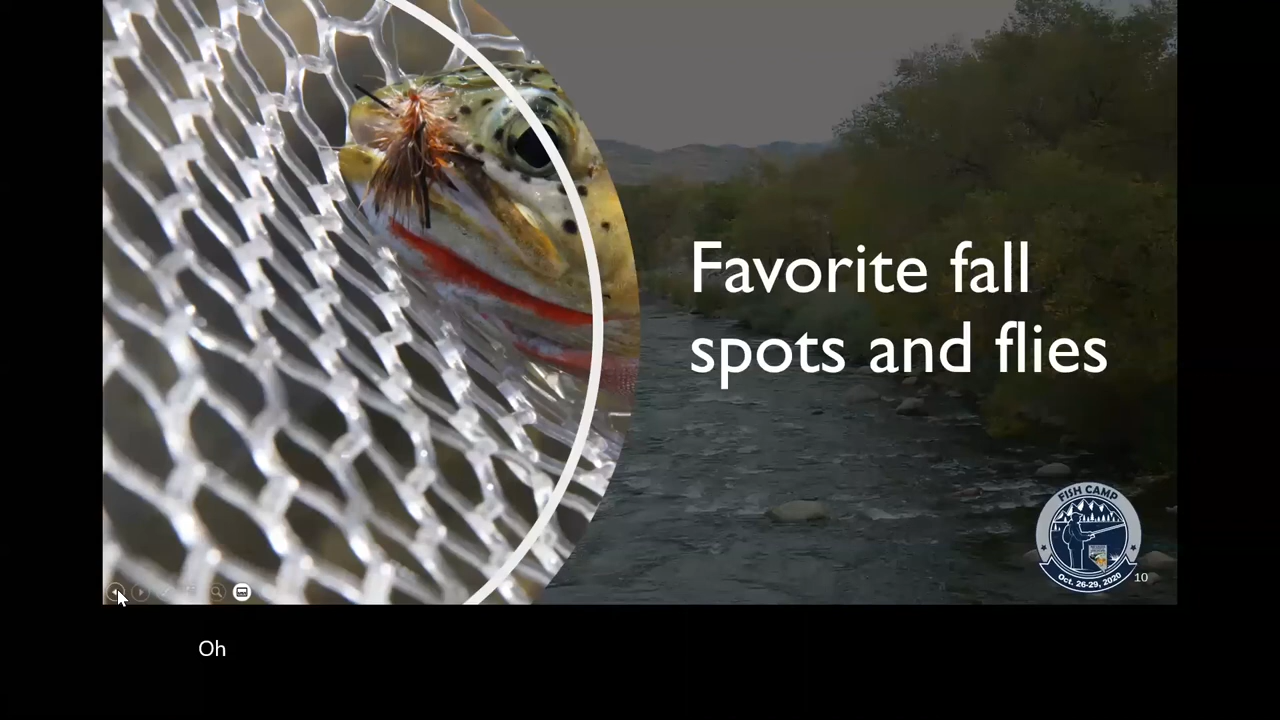 Favorite fall
spots and flies
FISH CAMP
Oct. 26-29, 2020
10
Oh